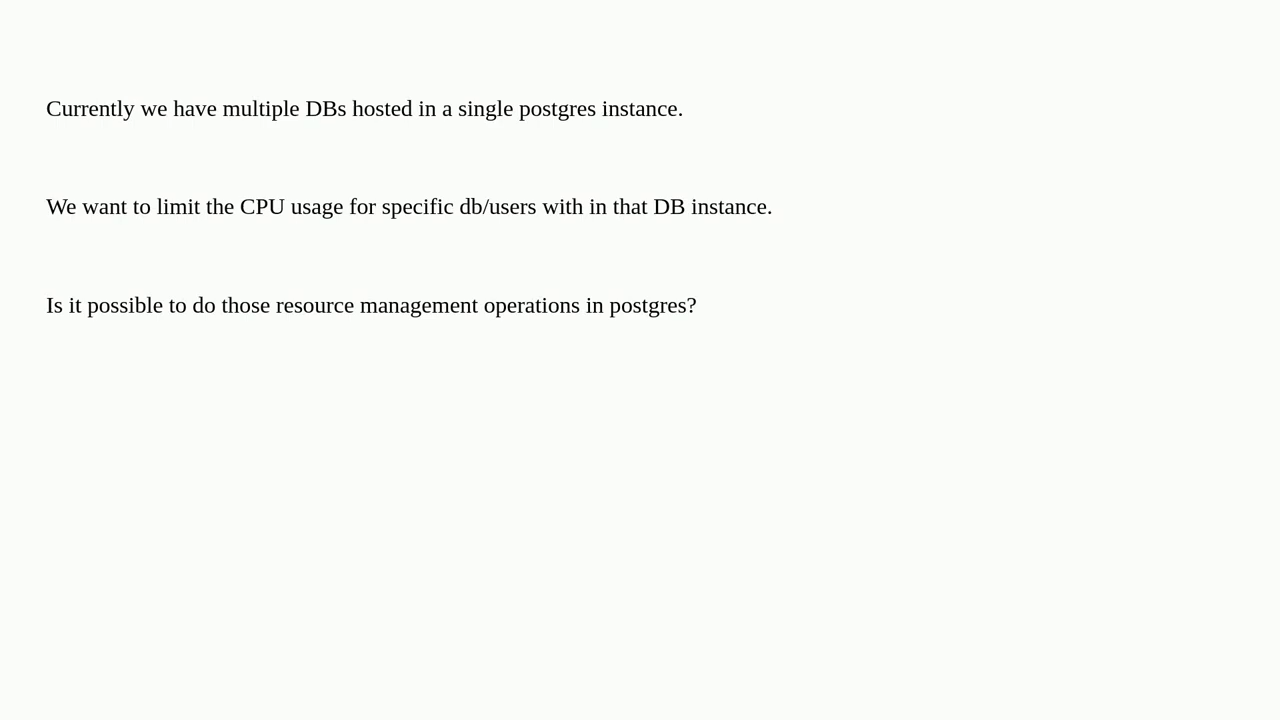 Currently we have multiple DBs hosted in a single postgres instance.
We want to limit the CPU usage for specific db/users with in that DB instance.
Is it possible to do those resource management operations in postgres?